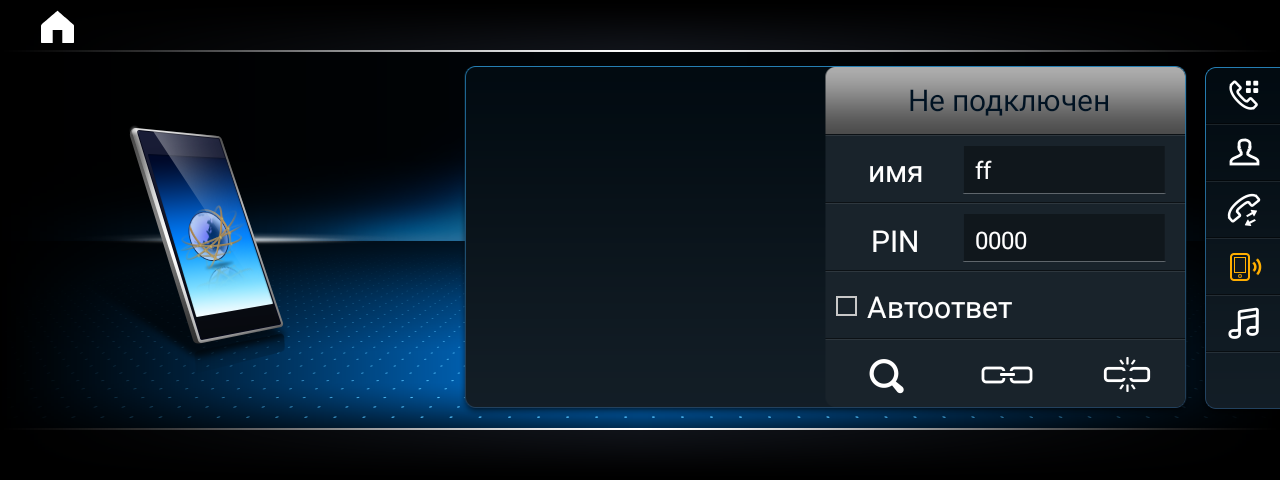 Не подключен
имя ff
PIN 0000
Автоответ